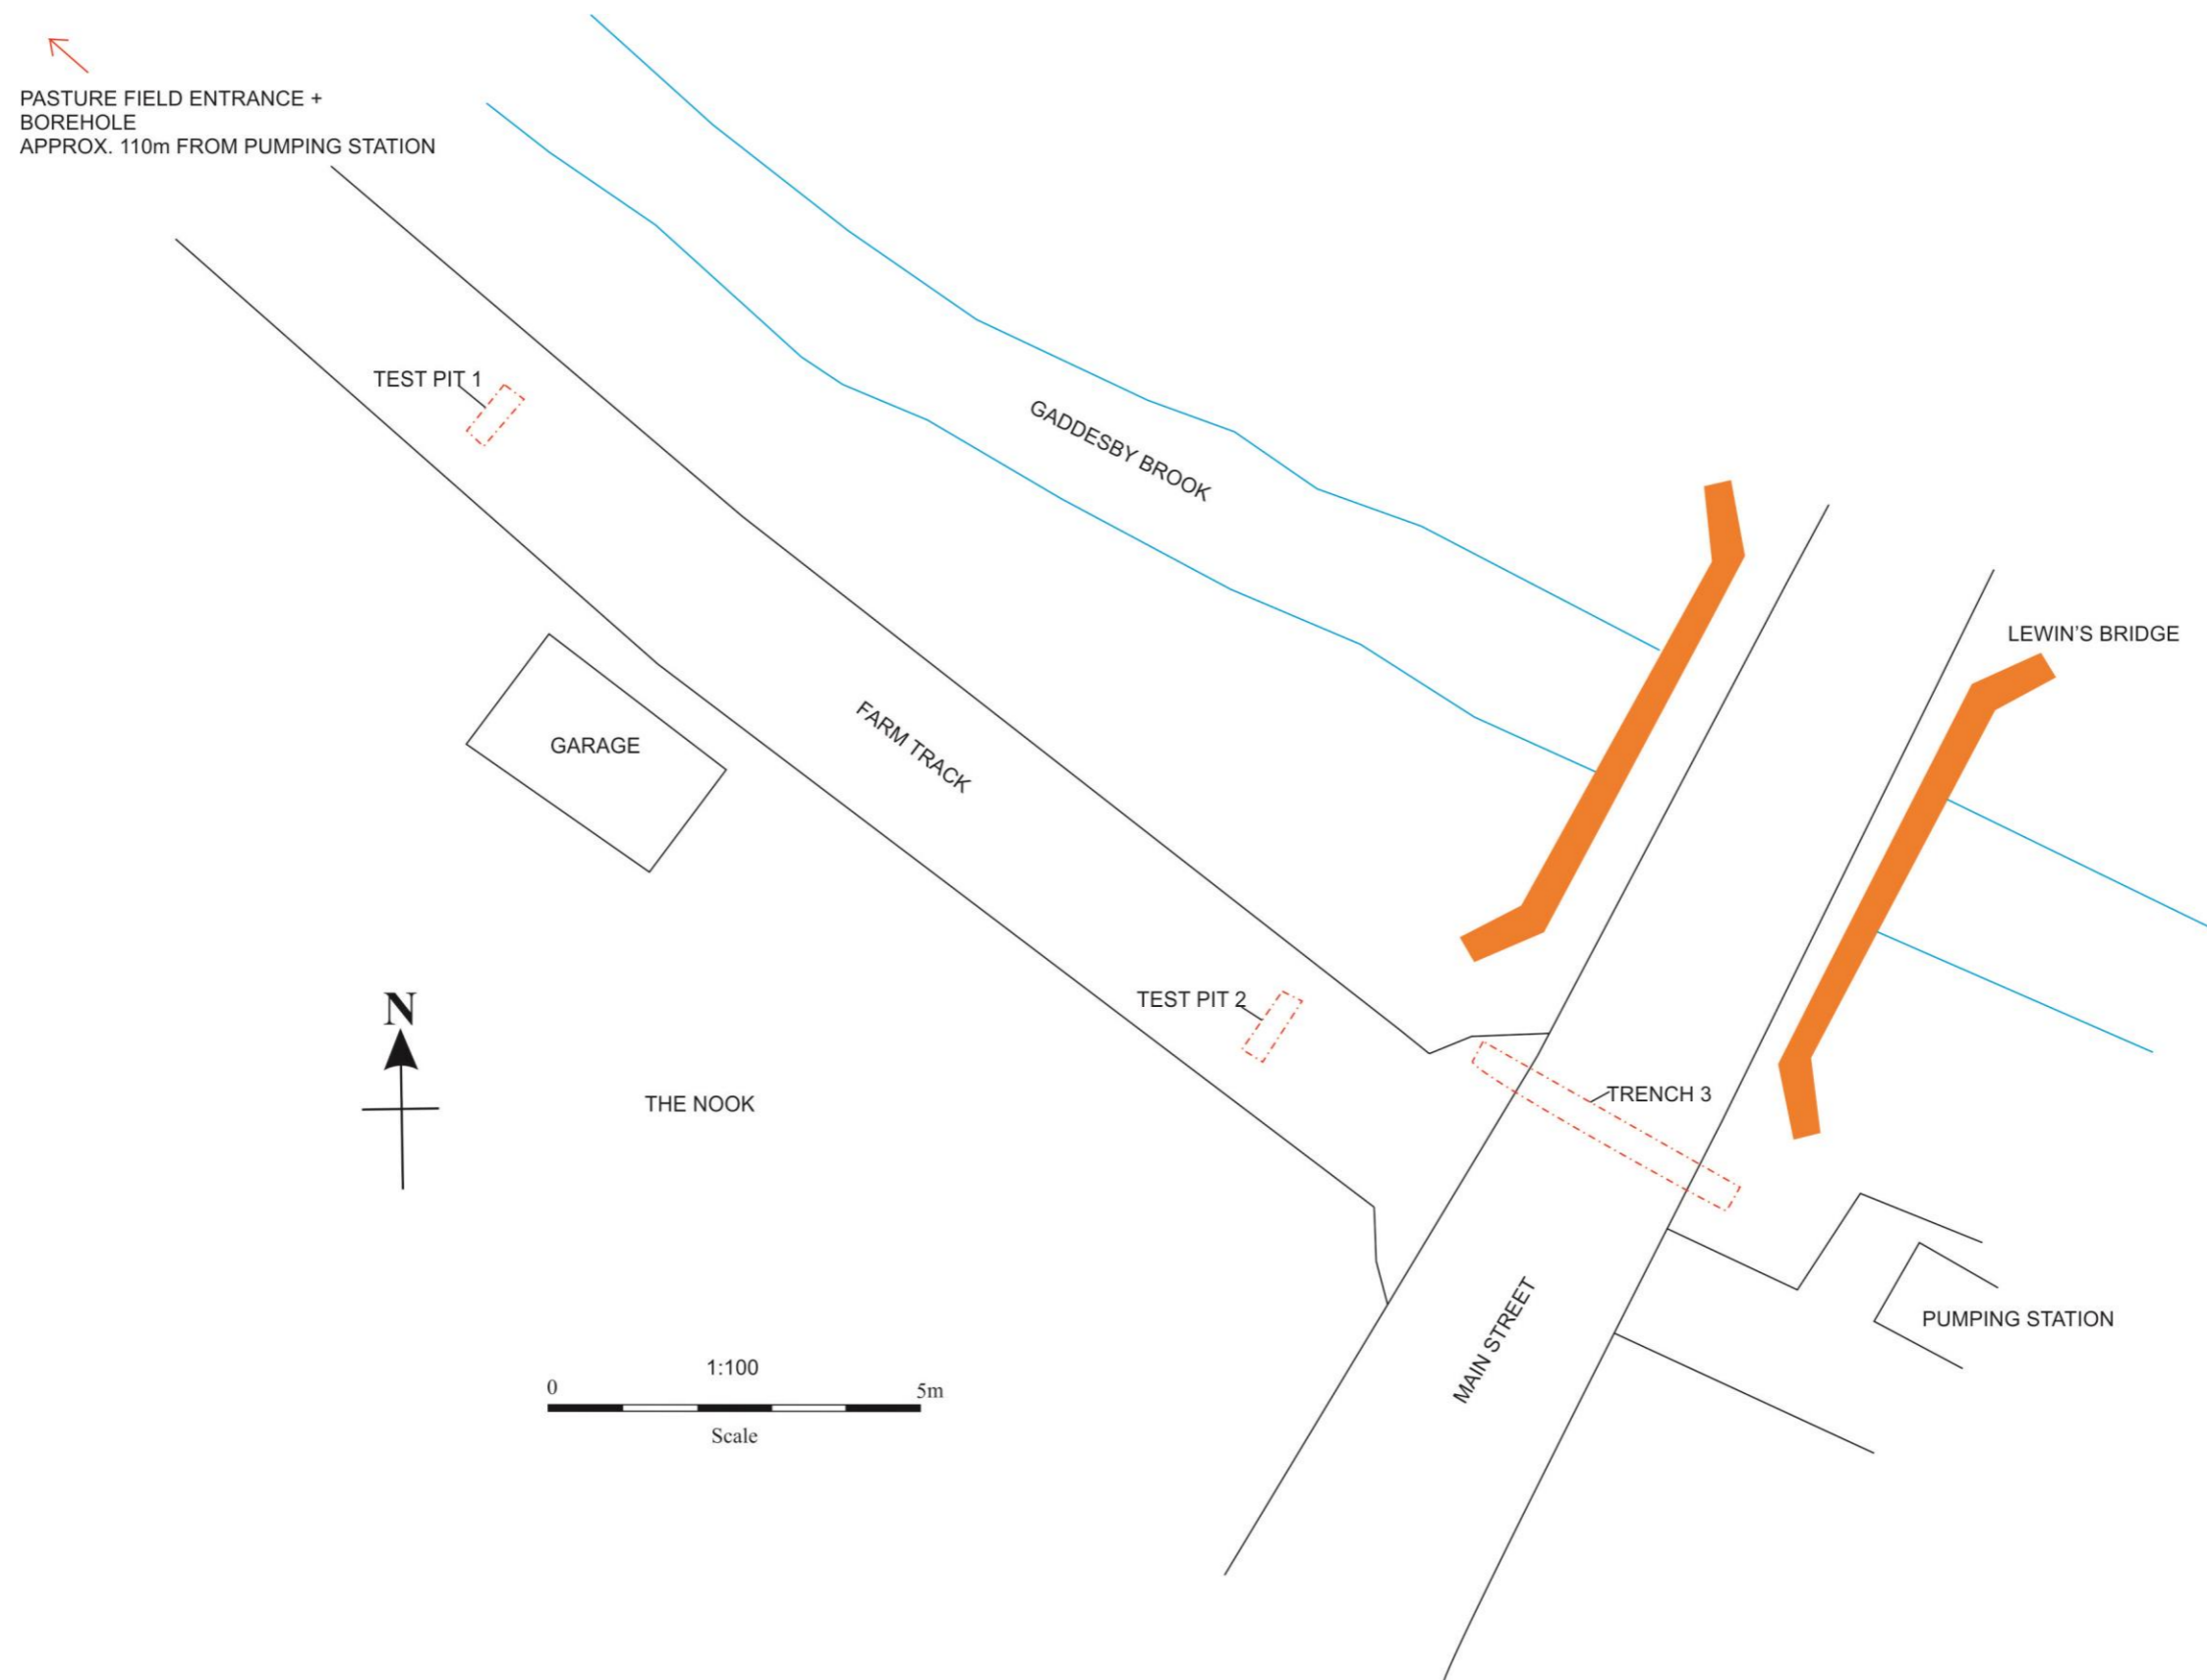 PASTURE FIELD ENTRANCE +
BOREHOLE
APPROX. 110m FROM PUMPING STATION
TEST PIT 1
GADDESBY BROOK
LEWIN'S BRIDGE
GARAGE
FARM TRACK
TEST PIT 2
N
THE NOOK
TRENCH 3
PUMPING STATION
MAIN STREET
1:100
0
5m
Scale